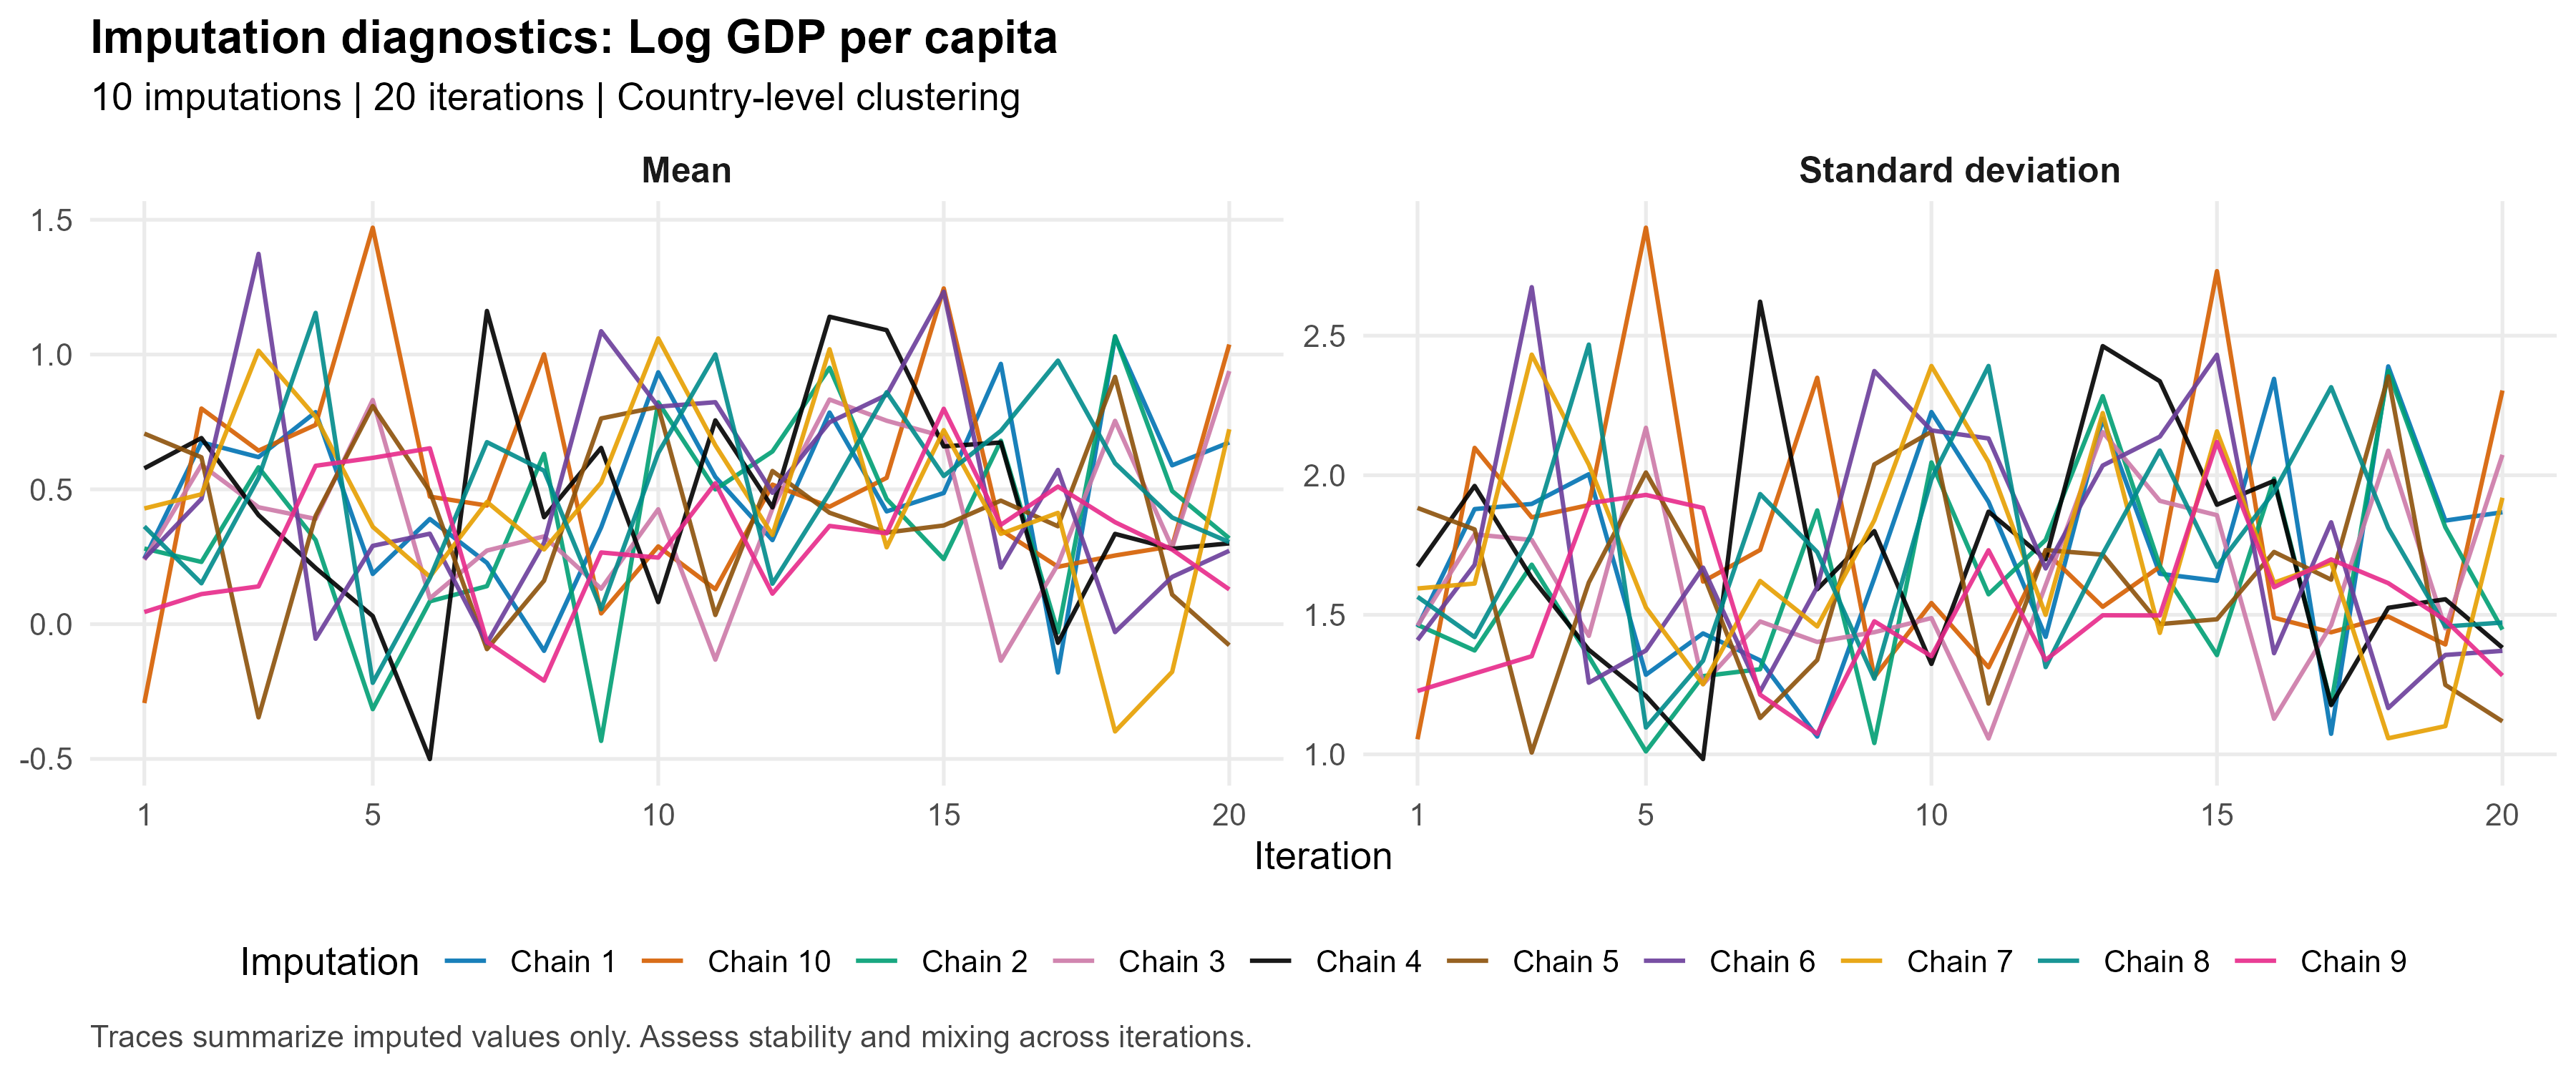 Imputation diagnostics: Log GDP per capita
10 imputations | 20 iterations | Country-level clustering
Mean
1.5
1.0
0.5
0.0
-0.5
1 5 10 15 20
Standard deviation
2.5
2.0
1.5
1.0
1 5 10 15 20
Iteration
Imputation Chain 1 Chain 10 Chain 2 Chain 3 Chain 4 Chain 5 Chain 6 Chain 7 Chain 8 Chain 9
Traces summarize imputed values only. Assess stability and mixing across iterations.